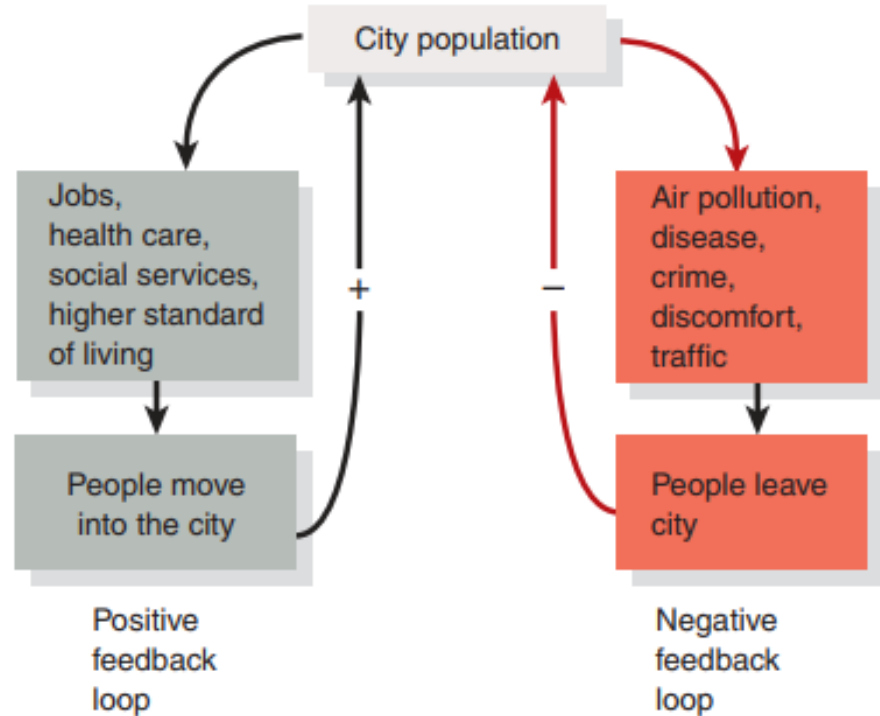 City population
Jobs,
health care,
social services,
higher standard
of living
+
People move
into the city
Positive
feedback
loop
–
Air pollution,
disease,
crime,
discomfort,
traffic
People leave
city
Negative
feedback
loop